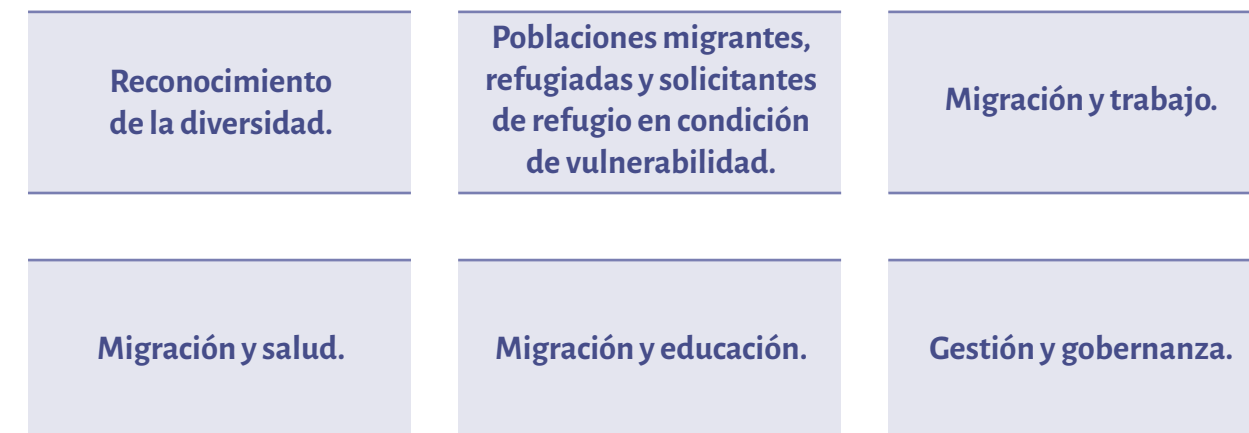 Reconocimiento
de la diversidad.
Poblaciones migrantes,
refugiadas y solicitantes
de refugio en condición
de vulnerabilidad.
Migración y trabajo.
Migración y salud.
Migración y educación.
Gestión y gobernanza.